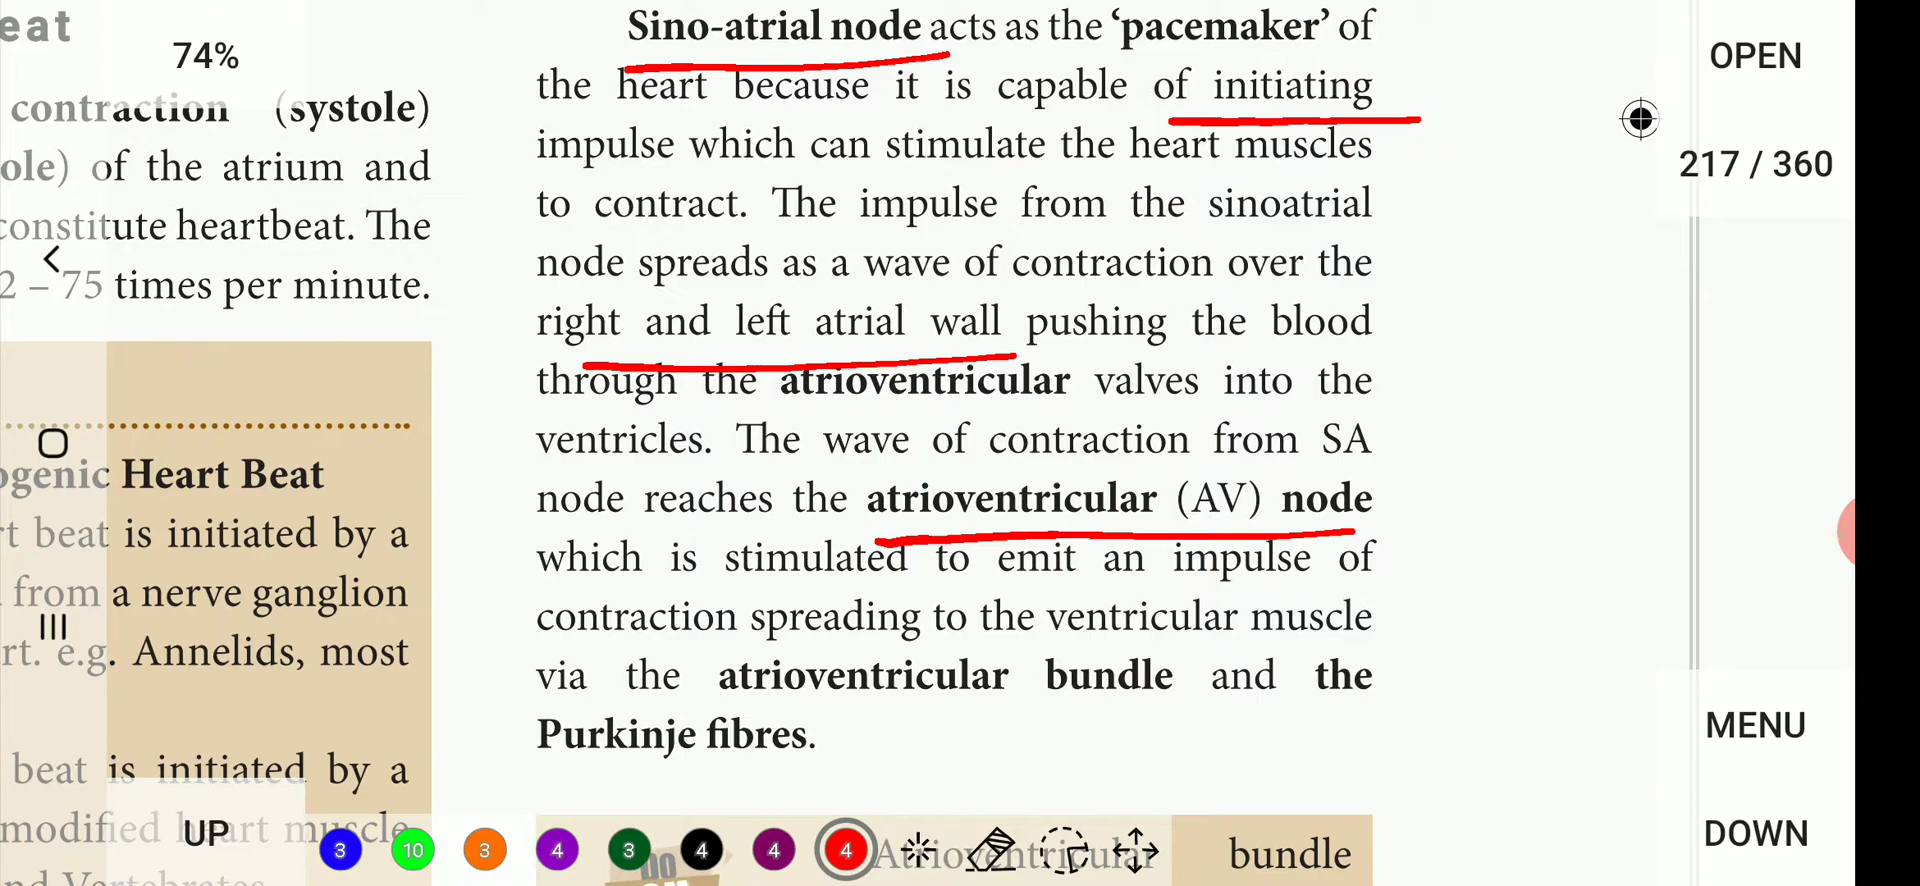 eat
74%
contraction (systole)
ole) of the atrium and
constitute heartbeat. The
2 – 75 times per minute.
ogenic Heart Beat
rt beat is initiated by a
from a nerve ganglion
rt. e.g. Annelids, most
beat is initiated by a
modified heart muscle
nd Vertebrates
UP
Sino-atrial node acts as the ‘pacemaker’ of
the heart because it is capable of initiating
impulse which can stimulate the heart muscles
to contract. The impulse from the sinoatrial
node spreads as a wave of contraction over the
right and left atrial wall pushing the blood
through the atrioventricular valves into the
ventricles. The wave of contraction from SA
node reaches the atrioventricular (AV) node
which is stimulated to emit an impulse of
contraction spreading to the ventricular muscle
via the atrioventricular bundle and the
Purkinje fibres.
DO
Atrioventricular bundle
3 10 3 4 3 4 4 4
OPEN
217 / 360
MENU
DOWN